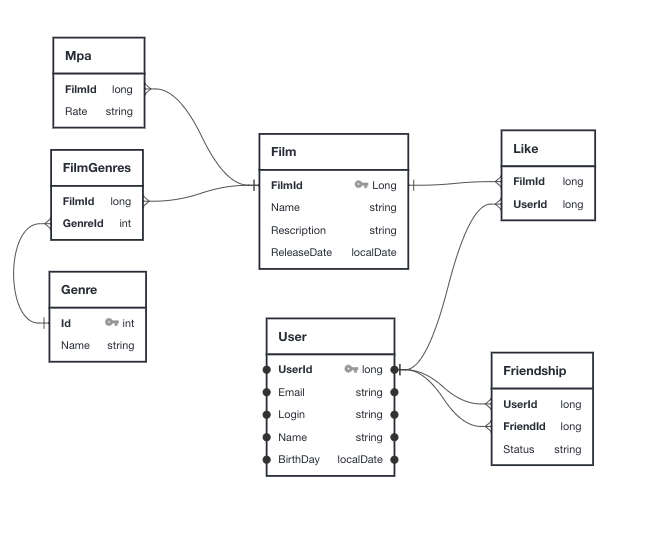 Mpa
FilmId long
Rate string
FilmGenres
FilmId long
GenreId int
Genre
Id int
Name string
Film
FilmId Long
Name string
Rescription string
ReleaseDate localDate
User
UserId long
Email string
Login string
Name string
BirthDay localDate
Like
FilmId long
UserId long
Friendship
UserId long
FriendId long
Status string